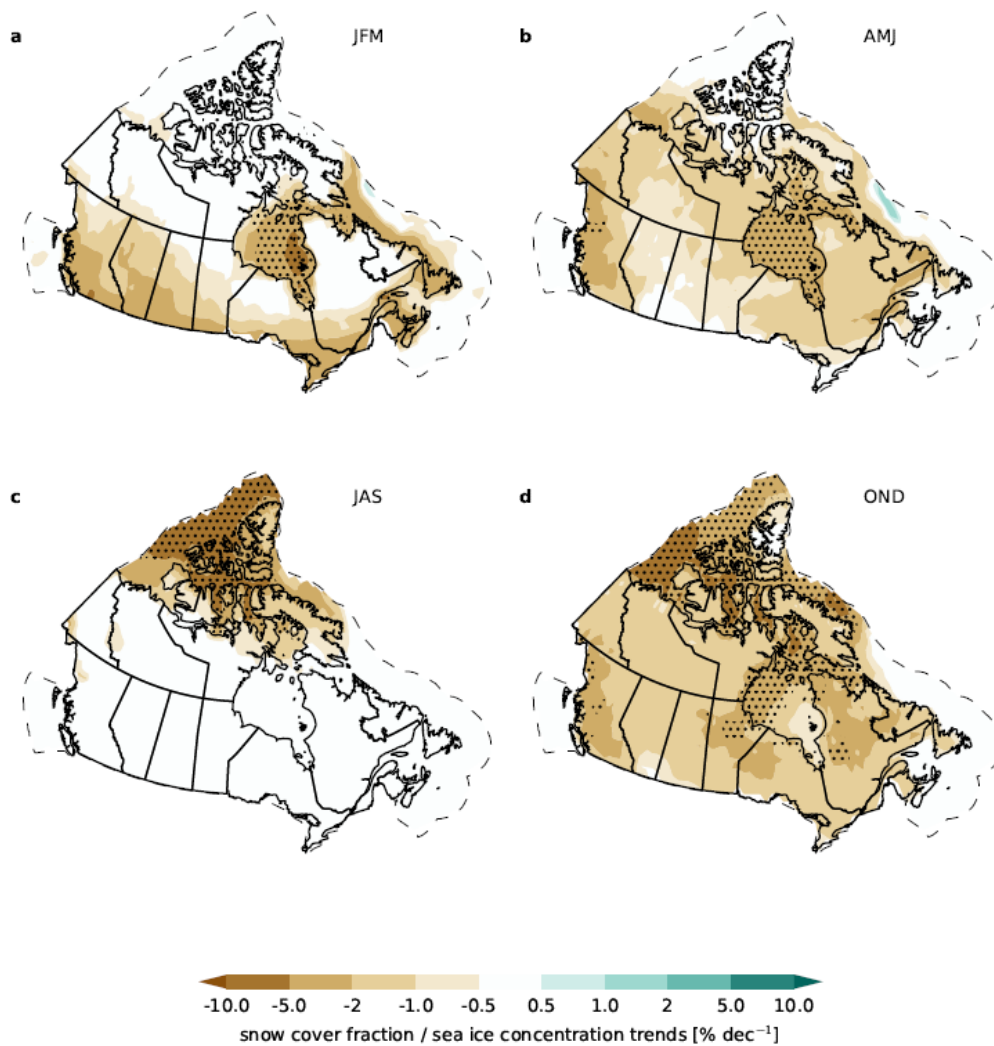 a JFM
b AMJ
c JAS
d OND
-10.0 -5.0 -2 -1.0 -0.5 0.5 1.0 2 5.0 10.0
snow cover fraction / sea ice concentration trends [% dec⁻¹]